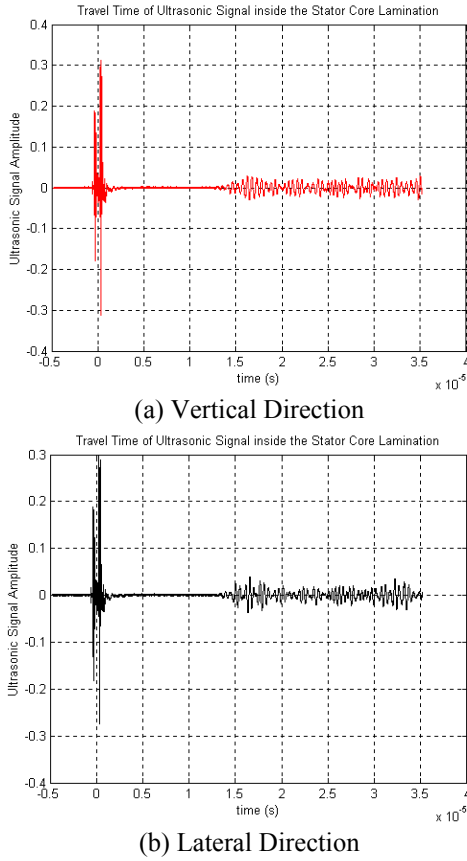 Travel Time of Ultrasonic Signal inside the Stator Core Lamination
Ultrasonic Signal Amplitude
0.4
0.3
0.2
0.1
0
-0.1
-0.2
-0.3
-0.4
-0.5 0 0.5 1 1.5 2 2.5 3 3.5 4
time (s)
x 10⁻⁵
(a) Vertical Direction
Travel Time of Ultrasonic Signal inside the Stator Core Lamination
Ultrasonic Signal Amplitude
0.3
0.2
0.1
0
-0.1
-0.2
-0.3
-0.4
-0.5 0 0.5 1 1.5 2 2.5 3 3.5 4
time (s)
x 10⁻⁵
(b) Lateral Direction